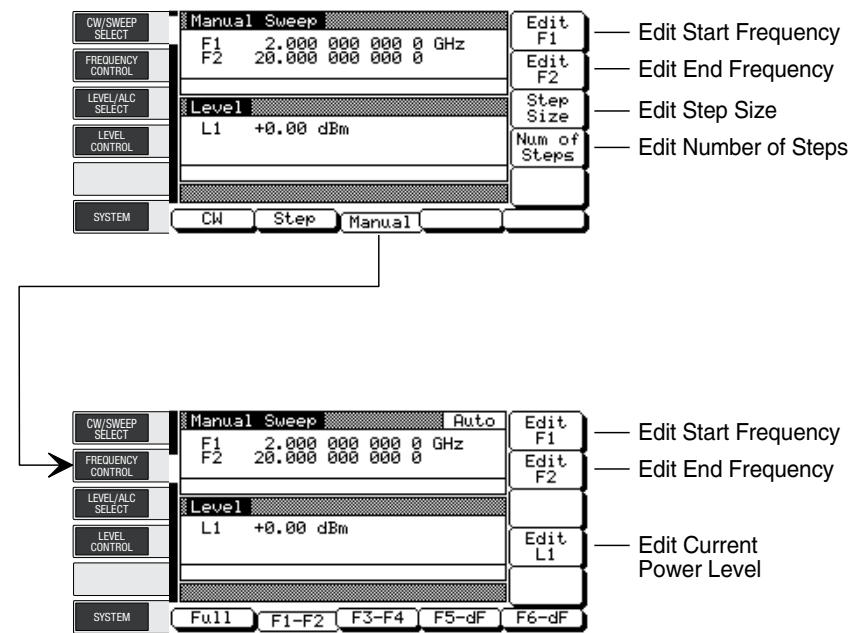 CW/SWEEP
SELECT
FREQUENCY
CONTROL
LEVEL/ALC
SELECT
LEVEL
CONTROL
SYSTEM
Manual Sweep
F1 2.000 000 000 0 GHz
F2 20.000 000 000 0
Level
L1 +0.00 dBm
CW
Step
Manual
Edit
F1
Edit
F2
Step
Size
Num of
Steps
Edit Start Frequency
Edit End Frequency
Edit Step Size
Edit Number of Steps
CW/SWEEP
SELECT
FREQUENCY
CONTROL
LEVEL/ALC
SELECT
LEVEL
CONTROL
SYSTEM
Manual Sweep Auto
F1 2.000 000 000 0 GHz
F2 20.000 000 000 0
Level
L1 +0.00 dBm
Full
F1-F2
F3-F4
F5-dF
F6-dF
Edit
F1
Edit
F2
Edit
L1
Edit Start Frequency
Edit End Frequency
Edit Current
Power Level